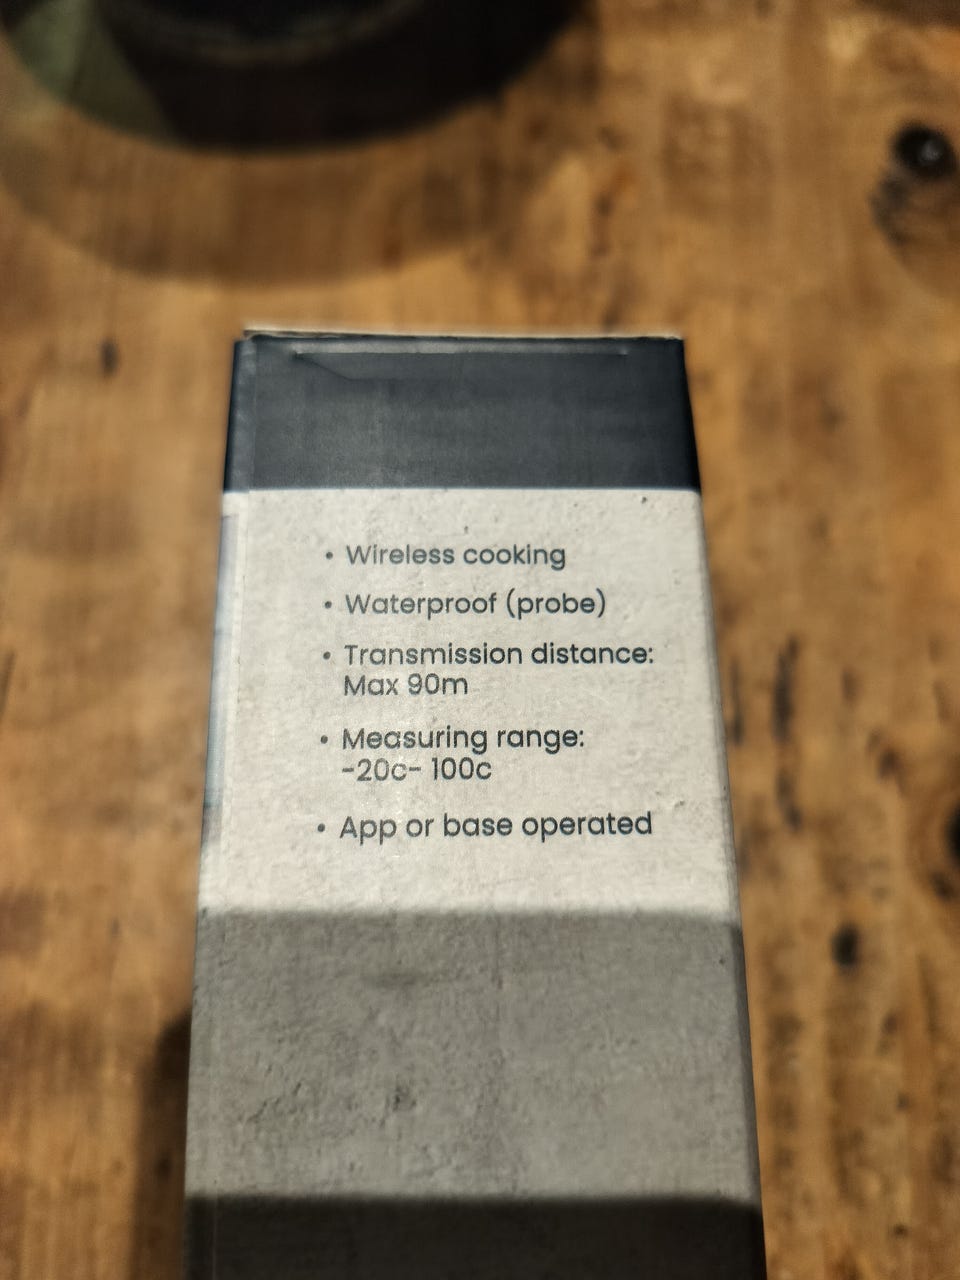 • Wireless cooking
• Waterproof (probe)
• Transmission distance:
Max 90m
• Measuring range:
-20c- 100c
• App or base operated